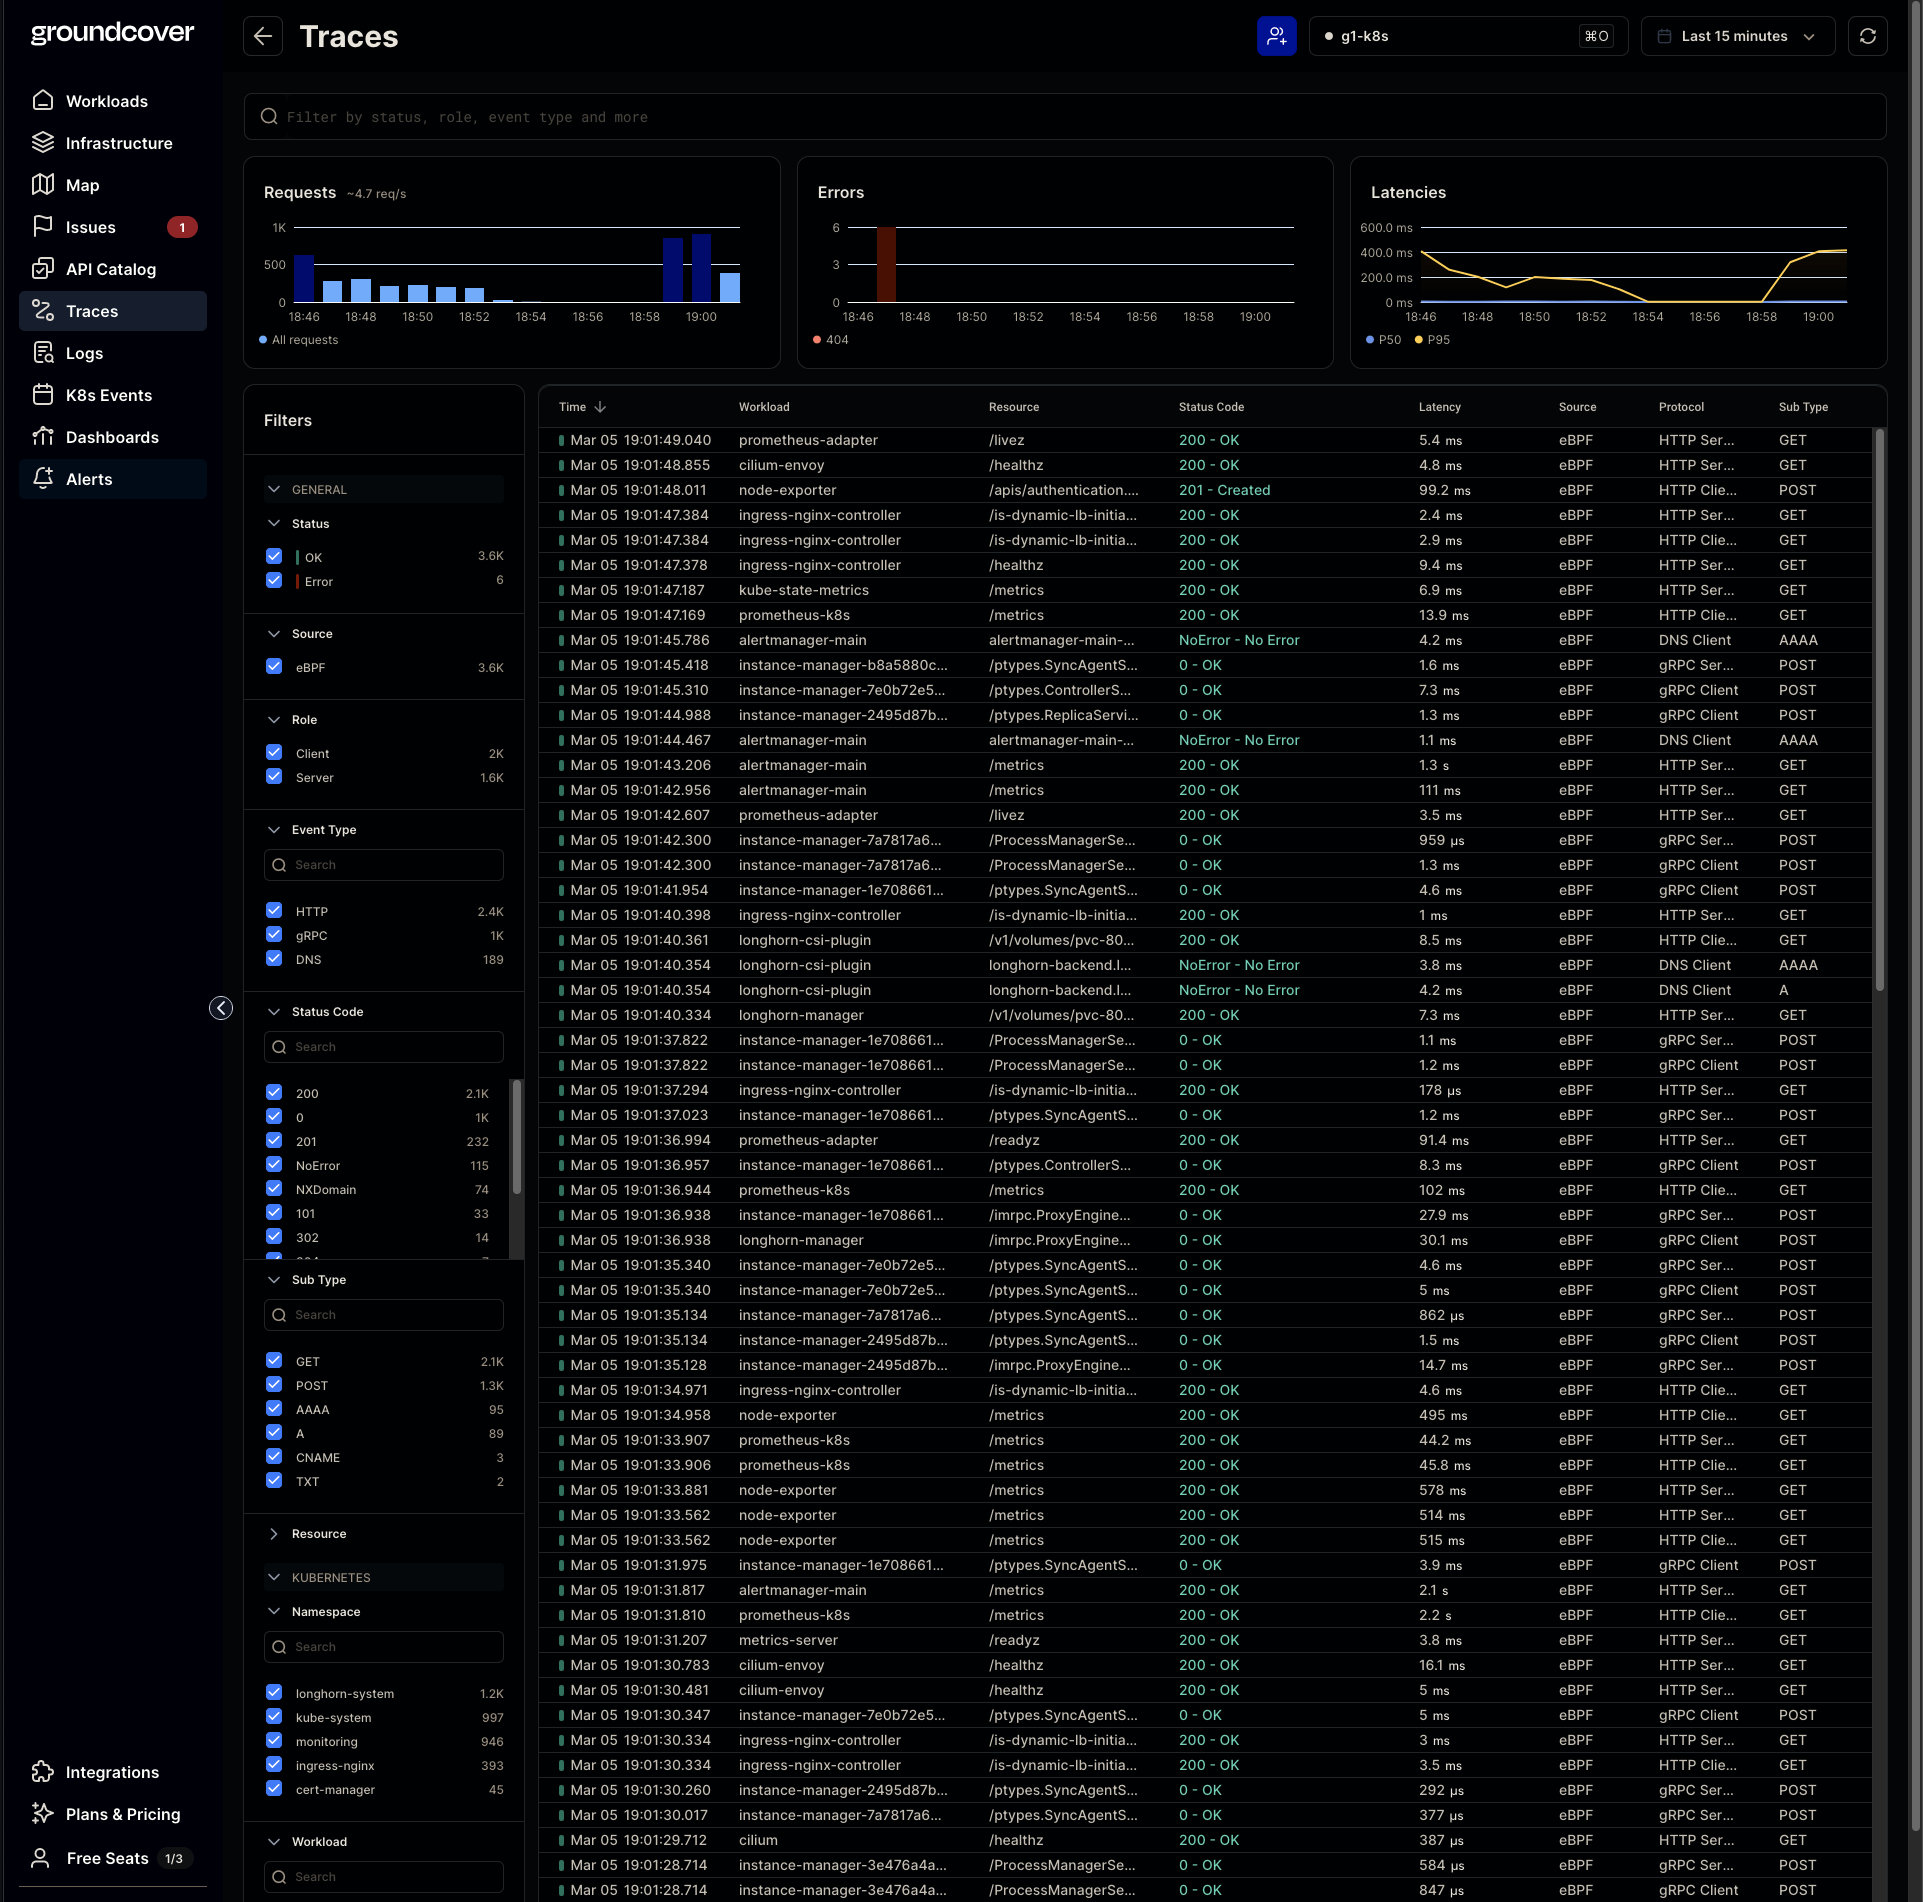 groundcover
Workloads
Infrastructure
Map
Issues 1
API Catalog
Traces
Logs
K8s Events
Dashboards
Alerts
Integrations
Plans & Pricing
Free Seats 1/3
Traces
g1-k8s ⌘O
Last 15 minutes
Filter by status, role, event type and more
Requests ~4.7 req/s
1K
500
0
18:46 18:48 18:50 18:52 18:54 18:56 18:58 19:00
All requests
Errors
6
3
0
18:46 18:48 18:50 18:52 18:54 18:56 18:58 19:00
404
Latencies
600.0 ms
400.0 ms
200.0 ms
0 ms
18:46 18:48 18:50 18:52 18:54 18:56 18:58 19:00
P50 P95
Filters
GENERAL
Status
OK 3.6K
Error 6
Source
eBPF 3.6K
Role
Client 2K
Server 1.6K
Event Type
Search
HTTP 2.4K
gRPC 1K
DNS 189
Status Code
Search
200 2.1K
0 1K
201 232
NoError 115
NXDomain 74
101 33
302 14
Sub Type
Search
GET 2.1K
POST 1.3K
AAAA 95
A 89
CNAME 3
TXT 2
Resource
KUBERNETES
Namespace
Search
longhorn-system 1.2K
kube-system 997
monitoring 946
ingress-nginx 393
cert-manager 45
Workload
Search
Time Workload Resource Status Code Latency Source Protocol Sub Type
Mar 05 19:01:49.040 prometheus-adapter /livez 200 - OK 5.4 ms eBPF HTTP Ser... GET
Mar 05 19:01:48.855 cilium-envoy /healthz 200 - OK 4.8 ms eBPF HTTP Ser... GET
Mar 05 19:01:48.011 node-exporter /apis/authentication.... 201 - Created 99.2 ms eBPF HTTP Clie... POST
Mar 05 19:01:47.384 ingress-nginx-controller /is-dynamic-lb-initia... 200 - OK 2.4 ms eBPF HTTP Ser... GET
Mar 05 19:01:47.384 ingress-nginx-controller /is-dynamic-lb-initia... 200 - OK 2.9 ms eBPF HTTP Clie... GET
Mar 05 19:01:47.378 ingress-nginx-controller /healthz 200 - OK 9.4 ms eBPF HTTP Ser... GET
Mar 05 19:01:47.187 kube-state-metrics /metrics 200 - OK 6.9 ms eBPF HTTP Ser... GET
Mar 05 19:01:47.169 prometheus-k8s /metrics 200 - OK 13.9 ms eBPF HTTP Clie... GET
Mar 05 19:01:45.786 alertmanager-main alertmanager-main-... NoError - No Error 4.2 ms eBPF DNS Client AAAA
Mar 05 19:01:45.418 instance-manager-b8a5880c... /ptypes.SyncAgentS... 0 - OK 1.6 ms eBPF gRPC Ser... POST
Mar 05 19:01:45.310 instance-manager-7e0b72e5... /ptypes.ControllerS... 0 - OK 7.3 ms eBPF gRPC Client POST
Mar 05 19:01:44.988 instance-manager-2495d87b... /ptypes.ReplicaServi... 0 - OK 1.3 ms eBPF gRPC Client POST
Mar 05 19:01:44.467 alertmanager-main alertmanager-main-... NoError - No Error 1.1 ms eBPF DNS Client AAAA
Mar 05 19:01:43.206 alertmanager-main /metrics 200 - OK 1.3 s eBPF HTTP Ser... GET
Mar 05 19:01:42.956 alertmanager-main /metrics 200 - OK 111 ms eBPF HTTP Ser... GET
Mar 05 19:01:42.607 prometheus-adapter /livez 200 - OK 3.5 ms eBPF HTTP Ser... GET
Mar 05 19:01:42.300 instance-manager-7a7817a6... /ProcessManagerSe... 0 - OK 959 µs eBPF gRPC Ser... POST
Mar 05 19:01:42.300 instance-manager-7a7817a6... /ProcessManagerSe... 0 - OK 1.3 ms eBPF gRPC Client POST
Mar 05 19:01:41.954 instance-manager-1e708661... /ptypes.SyncAgentS... 0 - OK 4.6 ms eBPF gRPC Client POST
Mar 05 19:01:40.398 ingress-nginx-controller /is-dynamic-lb-initia... 200 - OK 1 ms eBPF HTTP Ser... GET
Mar 05 19:01:40.361 longhorn-csi-plugin /v1/volumes/pvc-80... 200 - OK 8.5 ms eBPF HTTP Clie... GET
Mar 05 19:01:40.354 longhorn-csi-plugin longhorn-backend.l... NoError - No Error 3.8 ms eBPF DNS Client AAAA
Mar 05 19:01:40.354 longhorn-csi-plugin longhorn-backend.l... NoError - No Error 4.2 ms eBPF DNS Client A
Mar 05 19:01:40.334 longhorn-manager /v1/volumes/pvc-80... 200 - OK 7.3 ms eBPF HTTP Ser... GET
Mar 05 19:01:37.822 instance-manager-1e708661... /ProcessManagerSe... 0 - OK 1.1 ms eBPF gRPC Ser... POST
Mar 05 19:01:37.822 instance-manager-1e708661... /ProcessManagerSe... 0 - OK 1.2 ms eBPF gRPC Client POST
Mar 05 19:01:37.294 ingress-nginx-controller /is-dynamic-lb-initia... 200 - OK 178 µs eBPF HTTP Ser... GET
Mar 05 19:01:37.023 instance-manager-1e708661... /ptypes.SyncAgentS... 0 - OK 1.2 ms eBPF gRPC Ser... POST
Mar 05 19:01:36.994 prometheus-adapter /readyz 200 - OK 91.4 ms eBPF HTTP Ser... GET
Mar 05 19:01:36.957 instance-manager-1e708661... /ptypes.ControllerS... 0 - OK 8.3 ms eBPF gRPC Client POST
Mar 05 19:01:36.944 prometheus-k8s /metrics 200 - OK 102 ms eBPF HTTP Clie... GET
Mar 05 19:01:36.938 instance-manager-1e708661... /imrpc.ProxyEngine... 0 - OK 27.9 ms eBPF gRPC Ser... POST
Mar 05 19:01:36.938 longhorn-manager /imrpc.ProxyEngine... 0 - OK 30.1 ms eBPF gRPC Client POST
Mar 05 19:01:35.340 instance-manager-7e0b72e5... /ptypes.SyncAgentS... 0 - OK 4.6 ms eBPF gRPC Ser... POST
Mar 05 19:01:35.340 instance-manager-7e0b72e5... /ptypes.SyncAgentS... 0 - OK 5 ms eBPF gRPC Client POST
Mar 05 19:01:35.134 instance-manager-7a7817a6... /ptypes.SyncAgentS... 0 - OK 862 µs eBPF gRPC Ser... POST
Mar 05 19:01:35.134 instance-manager-2495d87b... /ptypes.SyncAgentS... 0 - OK 1.5 ms eBPF gRPC Client POST
Mar 05 19:01:35.128 instance-manager-2495d87b... /imrpc.ProxyEngine... 0 - OK 14.7 ms eBPF gRPC Ser... POST
Mar 05 19:01:34.971 ingress-nginx-controller /is-dynamic-lb-initia... 200 - OK 4.6 ms eBPF HTTP Clie... GET
Mar 05 19:01:34.958 node-exporter /metrics 200 - OK 495 ms eBPF HTTP Clie... GET
Mar 05 19:01:33.907 prometheus-k8s /metrics 200 - OK 44.2 ms eBPF HTTP Ser... GET
Mar 05 19:01:33.906 prometheus-k8s /metrics 200 - OK 45.8 ms eBPF HTTP Clie... GET
Mar 05 19:01:33.881 node-exporter /metrics 200 - OK 578 ms eBPF HTTP Ser... GET
Mar 05 19:01:33.562 node-exporter /metrics 200 - OK 514 ms eBPF HTTP Ser... GET
Mar 05 19:01:33.562 node-exporter /metrics 200 - OK 515 ms eBPF HTTP Clie... GET
Mar 05 19:01:31.975 instance-manager-1e708661... /ptypes.SyncAgentS... 0 - OK 3.9 ms eBPF gRPC Client POST
Mar 05 19:01:31.817 alertmanager-main /metrics 200 - OK 2.1 s eBPF HTTP Ser... GET
Mar 05 19:01:31.810 prometheus-k8s /metrics 200 - OK 2.2 s eBPF HTTP Clie... GET
Mar 05 19:01:31.207 metrics-server /readyz 200 - OK 3.8 ms eBPF HTTP Ser... GET
Mar 05 19:01:30.783 cilium-envoy /healthz 200 - OK 16.1 ms eBPF HTTP Ser... GET
Mar 05 19:01:30.481 cilium-envoy /healthz 200 - OK 5 ms eBPF HTTP Ser... GET
Mar 05 19:01:30.347 instance-manager-7e0b72e5... /ptypes.SyncAgentS... 0 - OK 5 ms eBPF gRPC Client POST
Mar 05 19:01:30.334 ingress-nginx-controller /is-dynamic-lb-initia... 200 - OK 3 ms eBPF HTTP Ser... GET
Mar 05 19:01:30.334 ingress-nginx-controller /is-dynamic-lb-initia... 200 - OK 3.5 ms eBPF HTTP Clie... GET
Mar 05 19:01:30.260 instance-manager-2495d87b... /ptypes.SyncAgentS... 0 - OK 292 µs eBPF gRPC Ser... POST
Mar 05 19:01:30.017 instance-manager-7a7817a6... /ptypes.SyncAgentS... 0 - OK 377 µs eBPF gRPC Ser... POST
Mar 05 19:01:29.712 cilium /healthz 200 - OK 387 µs eBPF HTTP Ser... GET
Mar 05 19:01:28.714 instance-manager-3e476a4a... /ProcessManagerSe... 0 - OK 584 µs eBPF gRPC Ser... POST
Mar 05 19:01:28.714 instance-manager-3e476a4a... /ProcessManagerSe... 0 - OK 847 µs eBPF gRPC Client POST